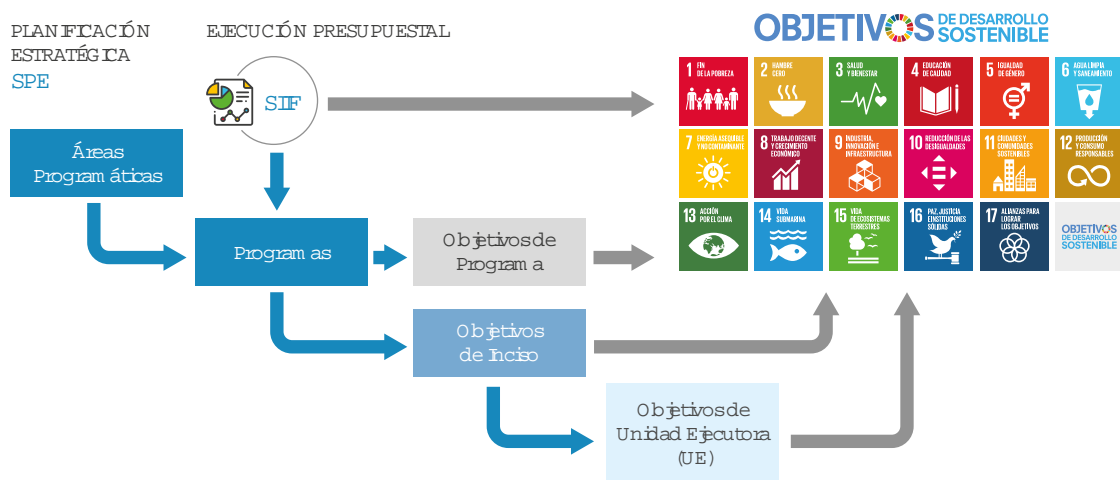 PLANIFICACIÓN
ESTRATÉGICA
SPE
EJECUCIÓN PRESUPUESTAL
SIIF
OBJETIVOS DE DESARROLLO
SOSTENIBLE
Áreas
Programáticas
Programas
Objetivos de
Programa
Objetivos
de Inciso
Objetivos de
Unidad Ejecutora
(UE)
1 FIN
DE LA POBREZA
2 HAMBRE
CERO
3 SALUD
Y BIENESTAR
4 EDUCACIÓN
DE CALIDAD
5 IGUALDAD
DE GÉNERO
6 AGUA LIMPIA
Y SANEAMIENTO
7 ENERGÍA ASEQUIBLE
Y NO CONTAMINANTE
8 TRABAJO DECENTE
Y CRECIMIENTO
ECONÓMICO
9 INDUSTRIA,
INNOVACIÓN E
INFRAESTRUCTURA
10 REDUCCIÓN DE LAS
DESIGUALDADES
11 CIUDADES Y
COMUNIDADES
SOSTENIBLES
12 PRODUCCIÓN
Y CONSUMO
RESPONSABLES
13 ACCIÓN
POR EL CLIMA
14 VIDA
SUBMARINA
15 VIDA
DE ECOSISTEMAS
TERRESTRES
16 PAZ, JUSTICIA
E INSTITUCIONES
SÓLIDAS
17 ALIANZAS PARA
LOGRAR
LOS OBJETIVOS
OBJETIVOS
DE DESARROLLO
SOSTENIBLE